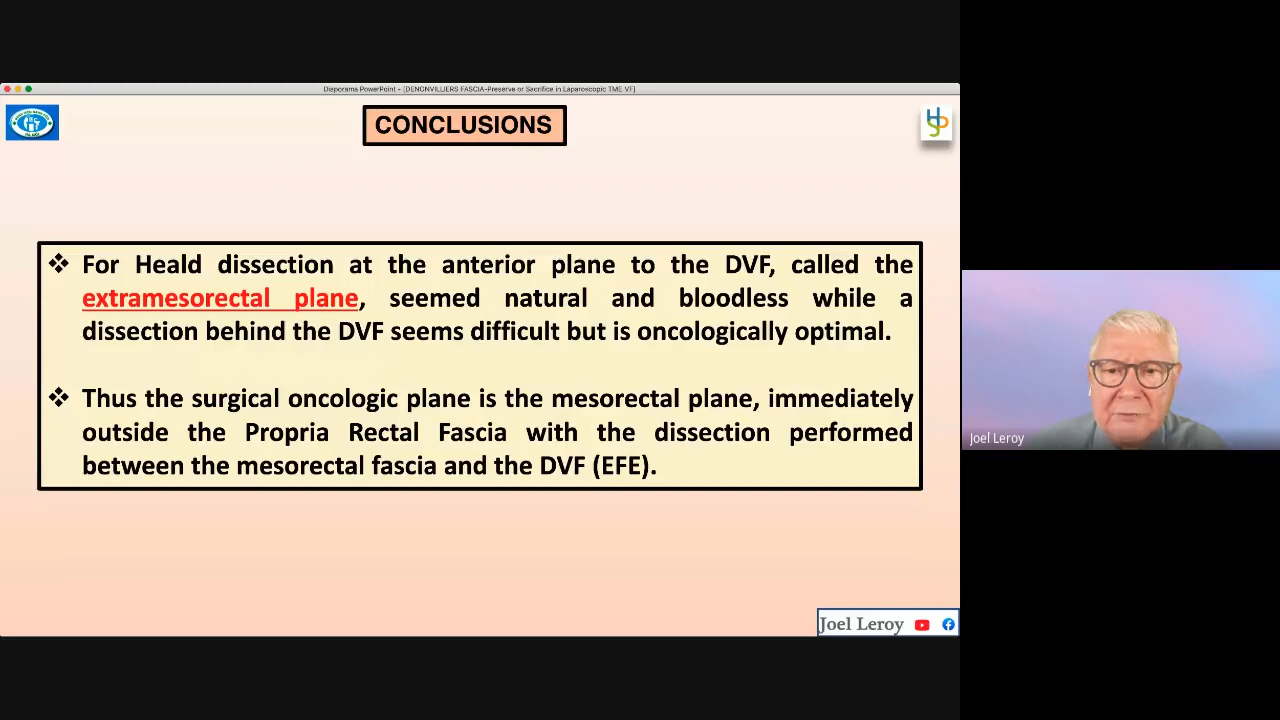 Diaporama PowerPoint - [DENONVILLIERS FASCIA-Preserve or Sacrifice in Laparoscopic TME VF]
CONCLUSIONS
❖ For Heald dissection at the anterior plane to the DVF, called the
extramesorectal plane, seemed natural and bloodless while a
dissection behind the DVF seems difficult but is oncologically optimal.
❖ Thus the surgical oncologic plane is the mesorectal plane, immediately
outside the Propria Rectal Fascia with the dissection performed
between the mesorectal fascia and the DVF (EFE).
Joel Leroy
Joel Leroy